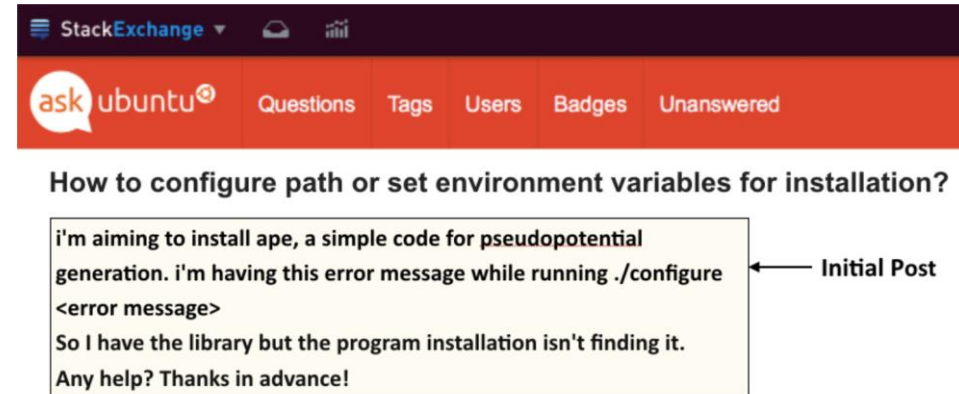 StackExchange
ask ubuntu Questions Tags Users Badges Unanswered
How to configure path or set environment variables for installation?
i'm aiming to install ape, a simple code for pseudopotential
generation. i'm having this error message while running ./configure
<error message>
So I have the library but the program installation isn't finding it.
Any help? Thanks in advance!
Initial Post